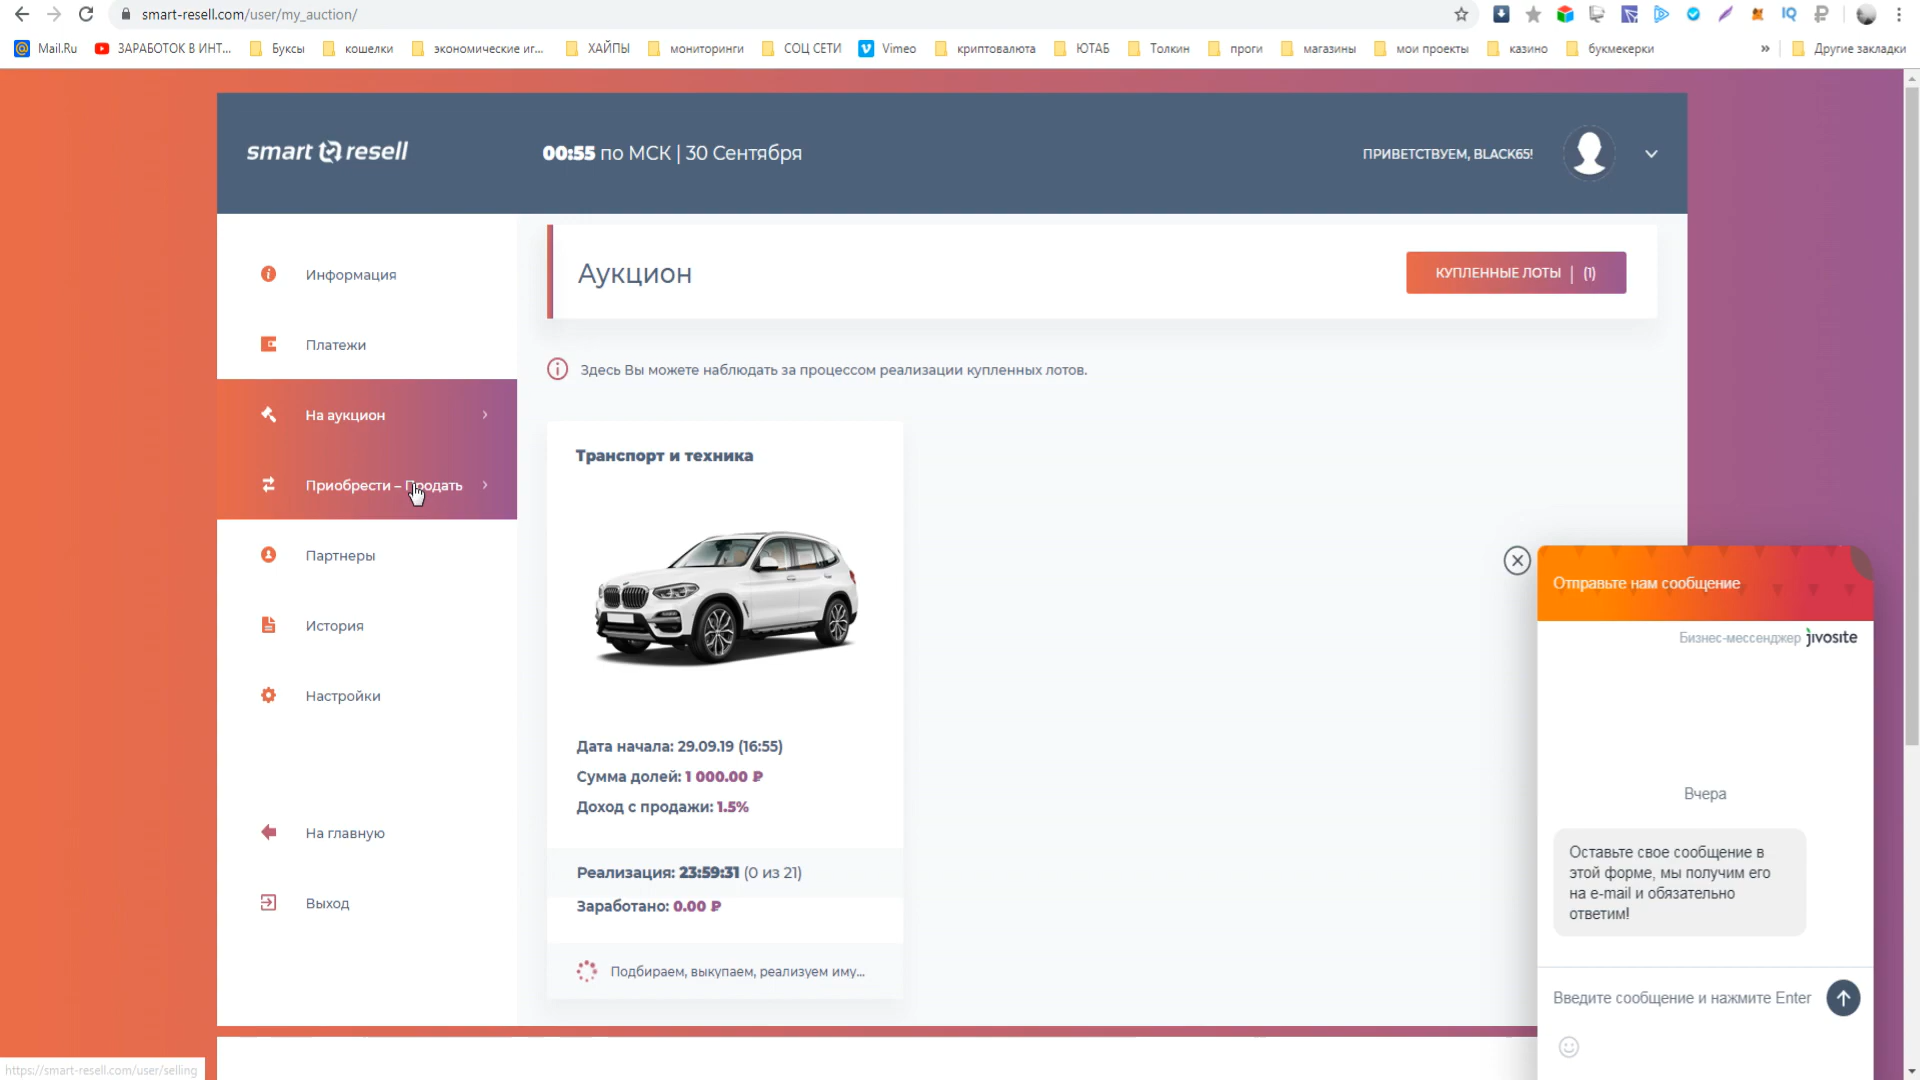 smart-resell.com/user/my_auction/
Mail.Ru
ЗАРАБОТОК В ИНТ...
Буксы
кошелки
экономические иг...
ХАЙПЫ
мониторинги
СОЦ СЕТИ
Vimeo
криптовалюта
ЮТАБ
Толкин
проги
магазины
мои проекты
казино
букмекерки
»
Другие закладки
smart resell
00:55 по МСК | 30 Сентября
ПРИВЕТСТВУЕМ, BLACK65!
Информация
Платежи
На аукцион
Приобрести – Продать
Партнеры
История
Настройки
На главную
Выход
Аукцион
КУПЛЕННЫЕ ЛОТЫ | (1)
Здесь Вы можете наблюдать за процессом реализации купленных лотов.
Транспорт и техника
Дата начала: 29.09.19 (16:55)
Сумма долей: 1 000.00 ₽
Доход с продажи: 1.5%
Реализация: 23:59:31 (0 из 21)
Заработано: 0.00 ₽
Подбираем, выкупаем, реализуем иму...
Отправьте нам сообщение
Бизнес-мессенджер jivosite
Вчера
Оставьте свое сообщение в
этой форме, мы получим его
на e-mail и обязательно
ответим!
Введите сообщение и нажмите Enter
https://smart-resell.com/user/selling